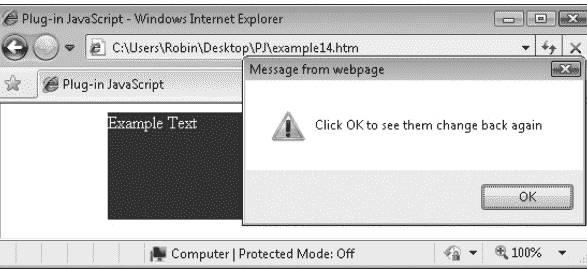 Plug-in JavaScript - Windows Internet Explorer
C:\Users\Robin\Desktop\PJ\example14.htm
Message from webpage
Plug-in JavaScript
Example Text
Click OK to see them change back again
OK
Computer | Protected Mode: Off
100%